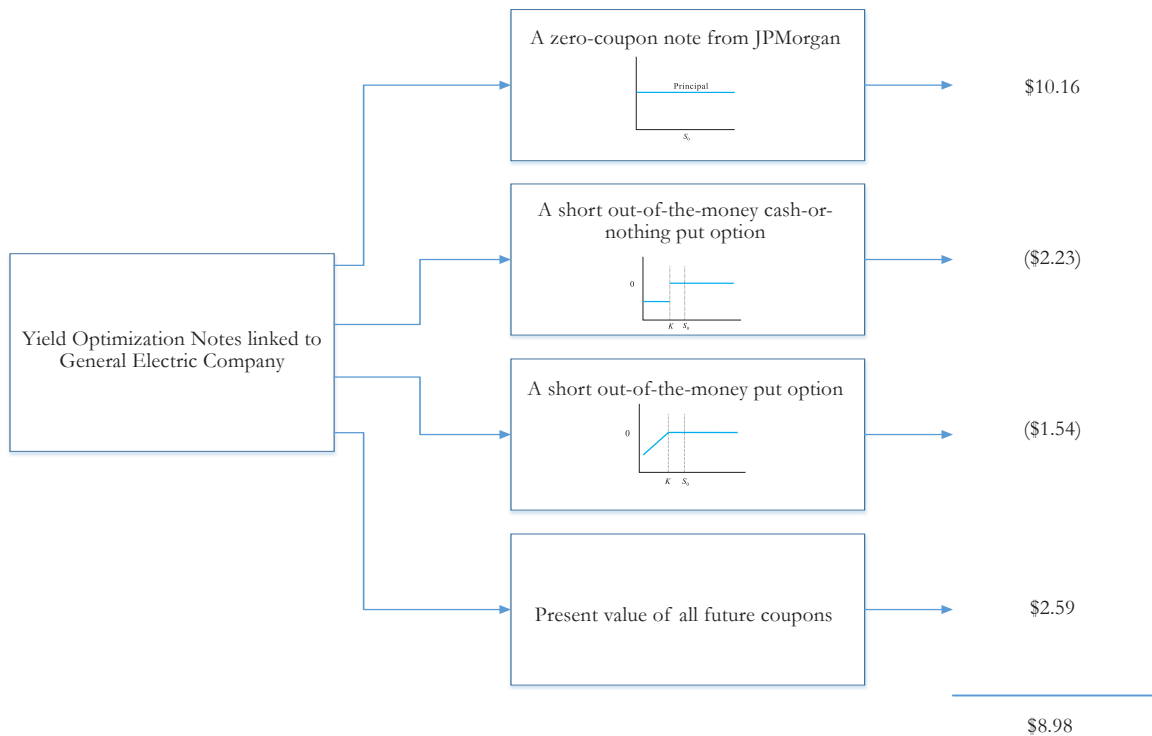 A zero-coupon note from JPMorgan
Principal
S₀
$10.16
A short out-of-the-money cash-or-
nothing put option
0
K S₀
($2.23)
Yield Optimization Notes linked to
General Electric Company
A short out-of-the-money put option
0
K S₀
($1.54)
Present value of all future coupons
$2.59
$8.98